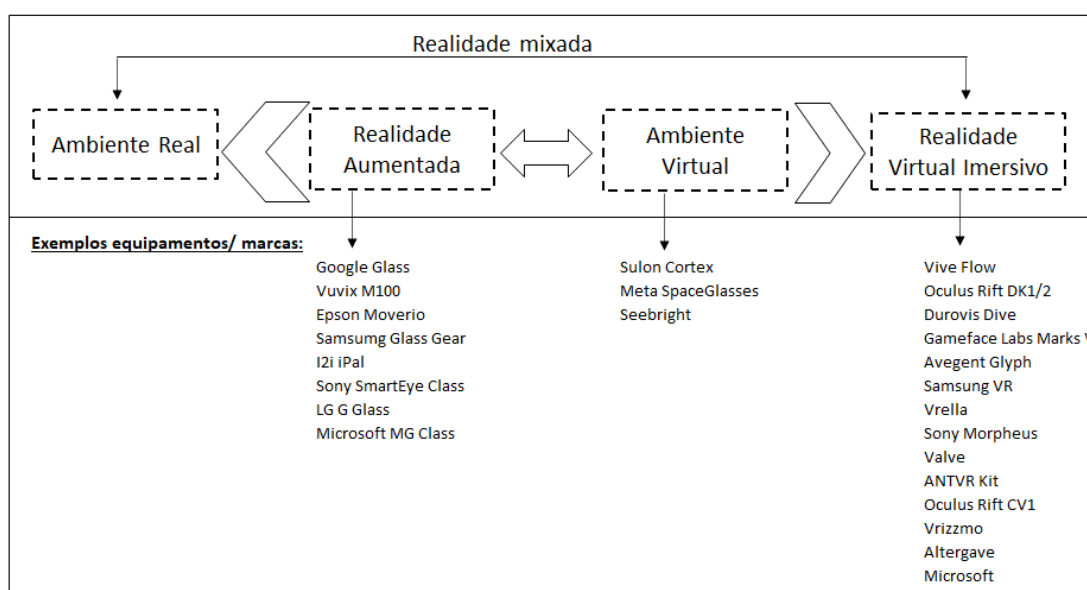 Realidade mixada
Ambiente Real
Realidade
Aumentada
Ambiente
Virtual
Realidade
Virtual Imersivo
Exemplos equipamentos/ marcas:
Google Glass
Vuvix M100
Epson Moverio
Samsumg Glass Gear
I2i iPal
Sony SmartEye Class
LG G Glass
Microsoft MG Class
Sulon Cortex
Meta SpaceGlasses
Seebright
Vive Flow
Oculus Rift DK1/2
Durovis Dive
Gameface Labs Marks V
Avegent Glyph
Samsung VR
Vrella
Sony Morpheus
Valve
ANTVR Kit
Oculus Rift CV1
Vrizzmo
Altergave
Microsoft